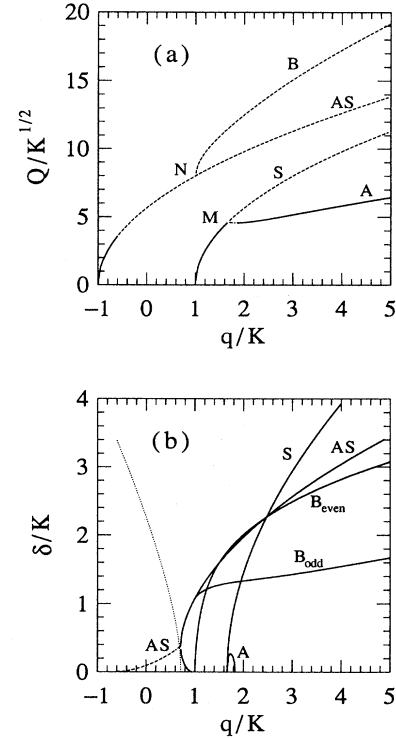 (a)
20
15
10
5
0
Q/K^1/2
B
AS
N
S
M
A
−1 0 1 2 3 4 5
q/K
(b)
4
3
2
1
0
δ/K
S
AS
B_even
B_odd
AS
A
−1 0 1 2 3 4 5
q/K